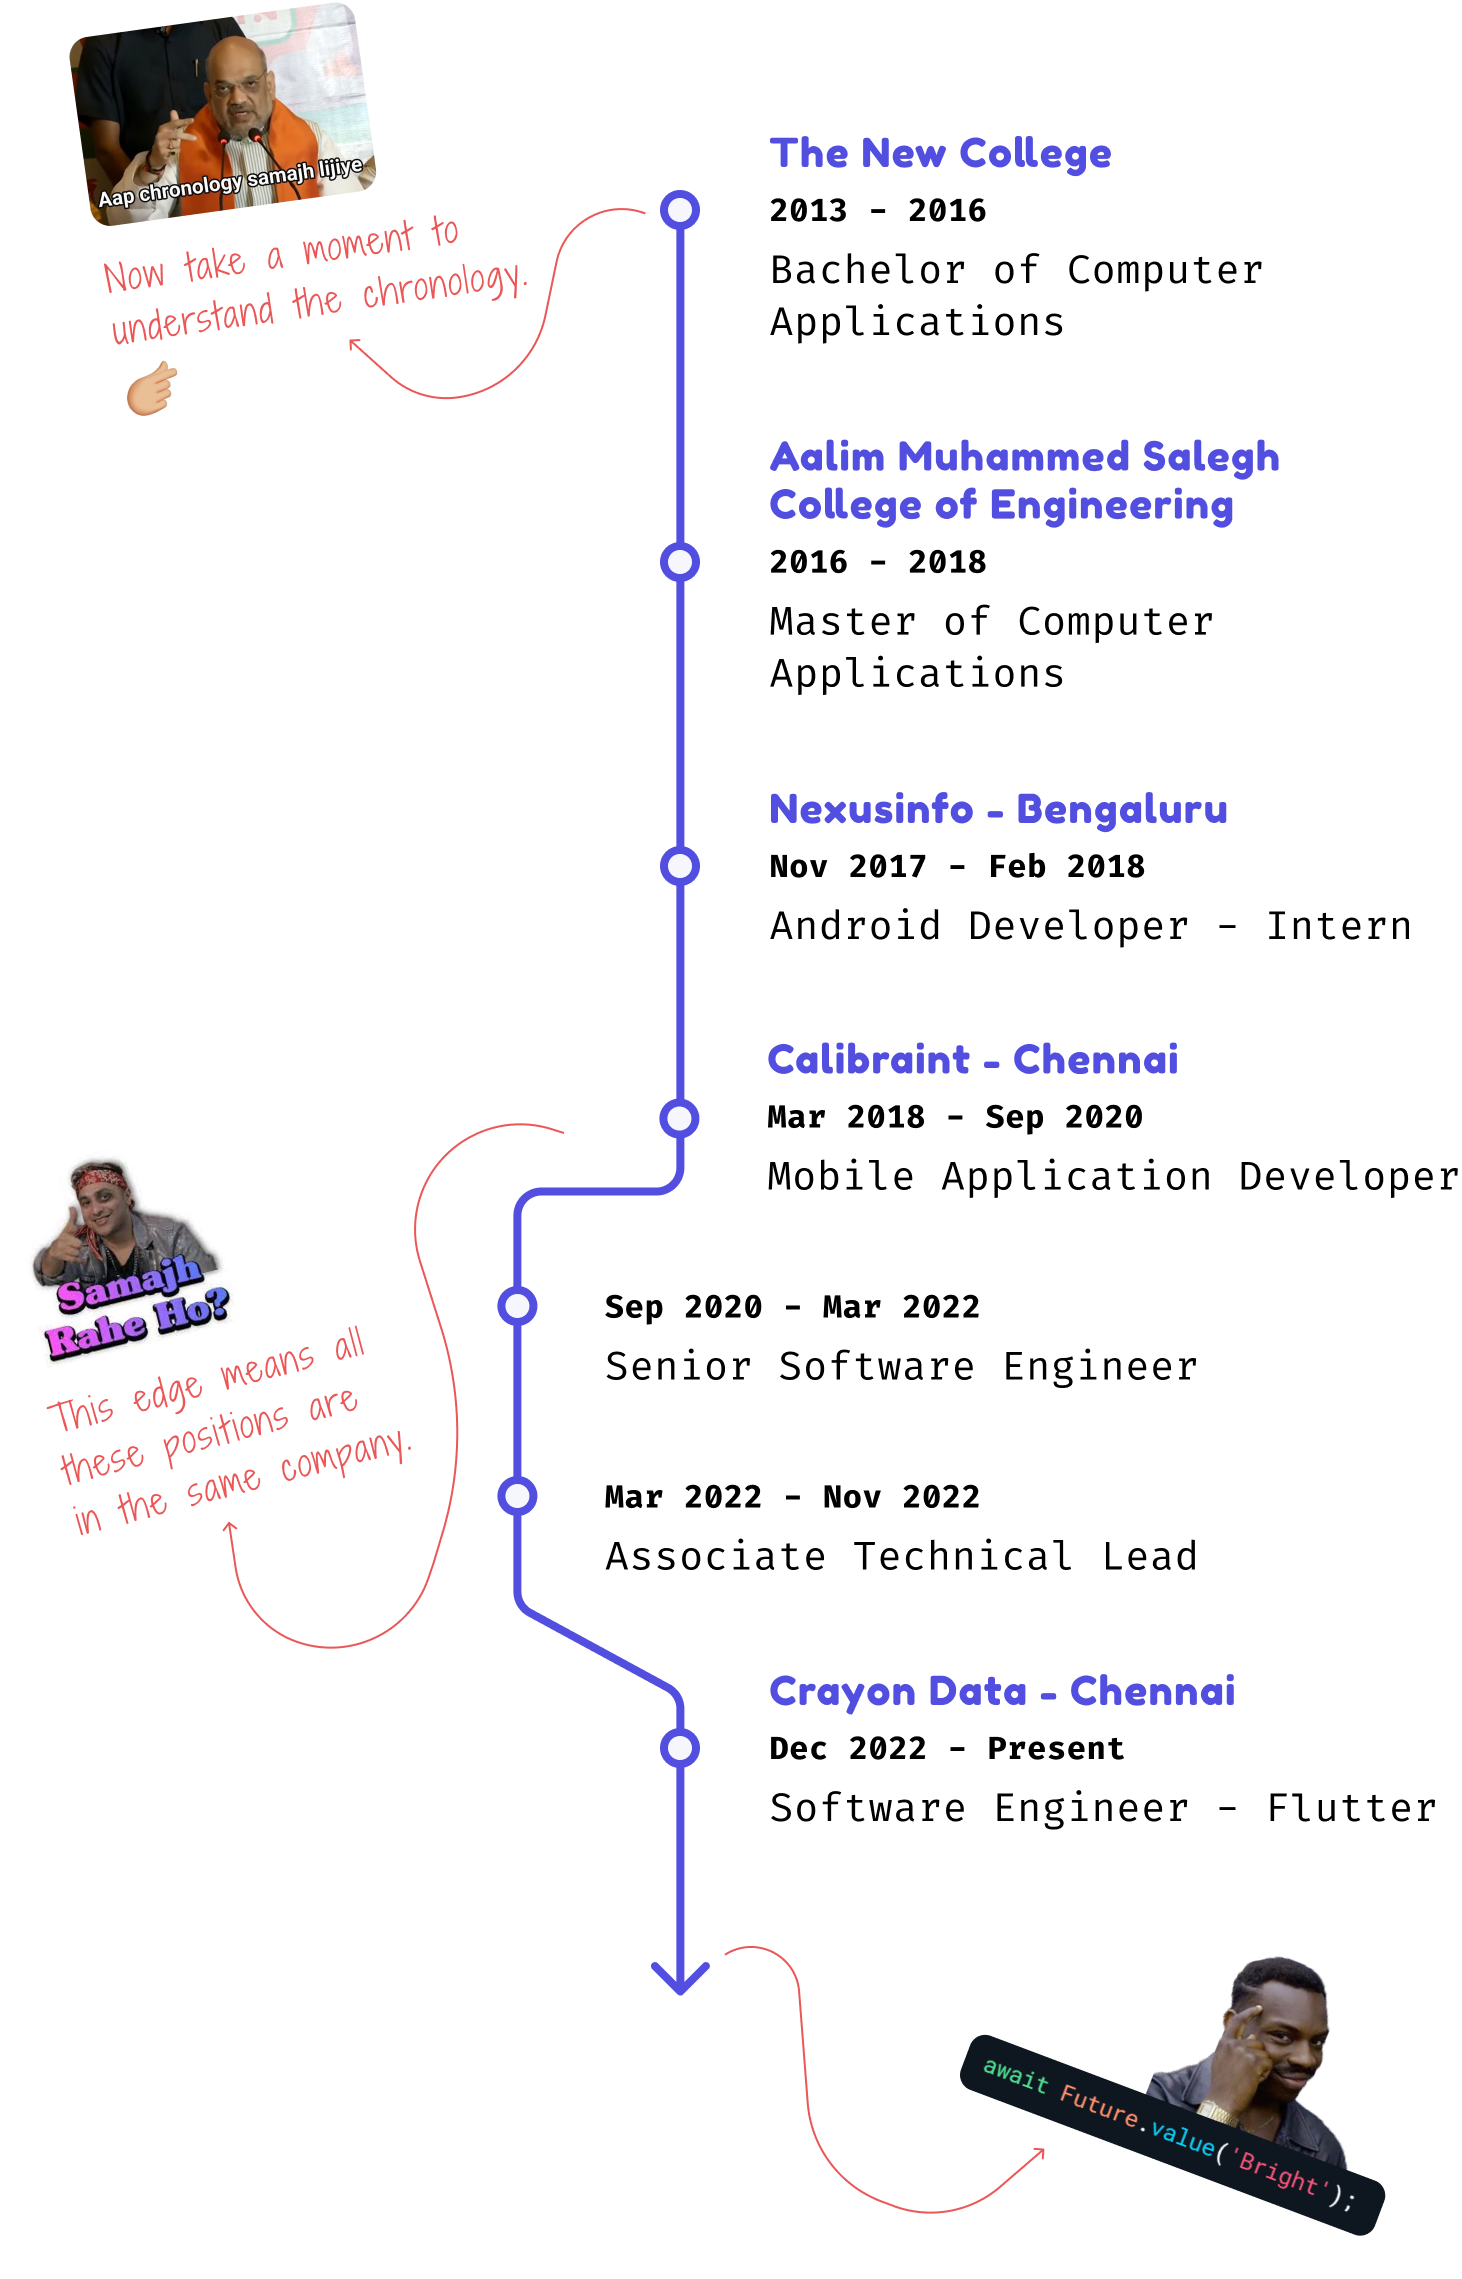 Aap chronology samajh lijiye
Now take a moment to
understand the chronology.
The New College
2013 - 2016
Bachelor of Computer
Applications
Aalim Muhammed Salegh
College of Engineering
2016 - 2018
Master of Computer
Applications
Nexusinfo - Bengaluru
Nov 2017 - Feb 2018
Android Developer - Intern
Calibraint - Chennai
Mar 2018 - Sep 2020
Mobile Application Developer
Samajh
Rahe Ho?
This edge means all
these positions are
in the same company.
Sep 2020 - Mar 2022
Senior Software Engineer
Mar 2022 - Nov 2022
Associate Technical Lead
Crayon Data - Chennai
Dec 2022 - Present
Software Engineer - Flutter
await Future.value('Bright');